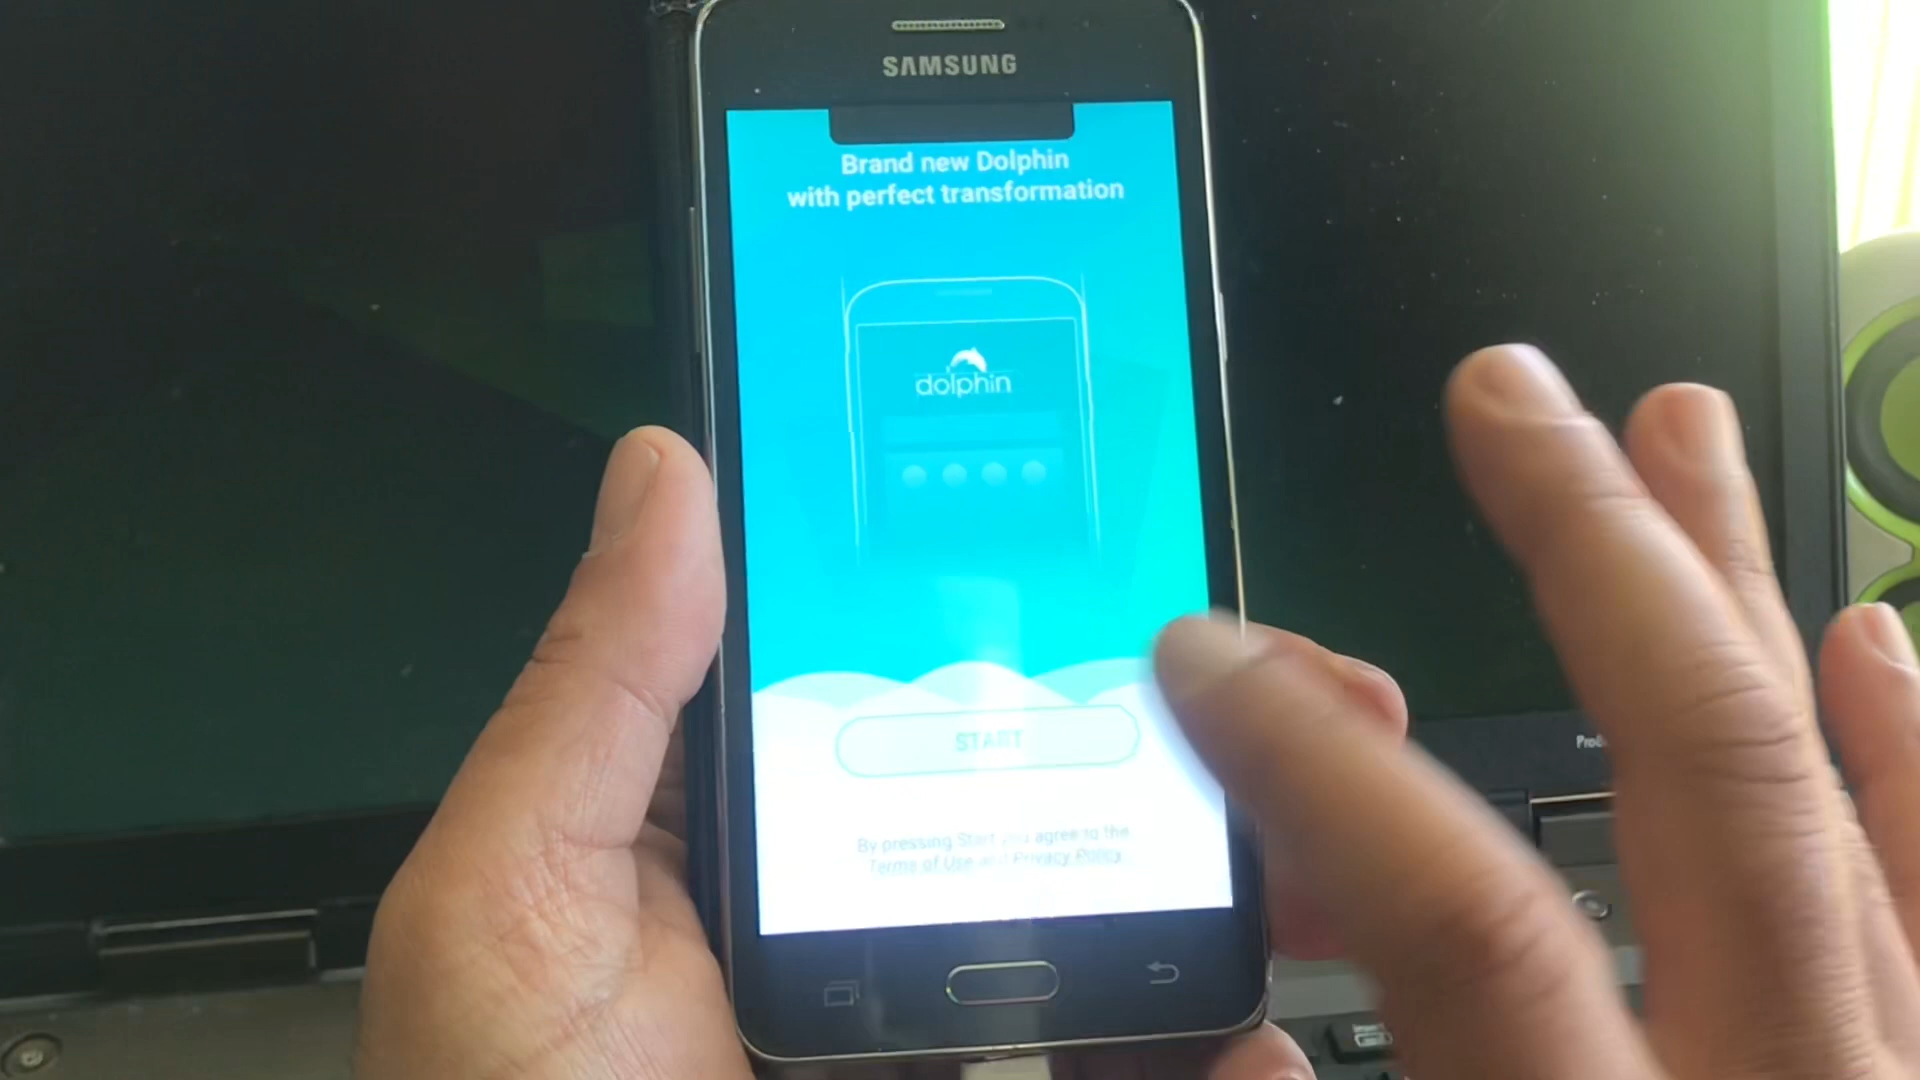 SAMSUNG
Brand new Dolphin
with perfect transformation
dolphin
START
By pressing Start you agree to the
Terms of Use and Privacy Policy